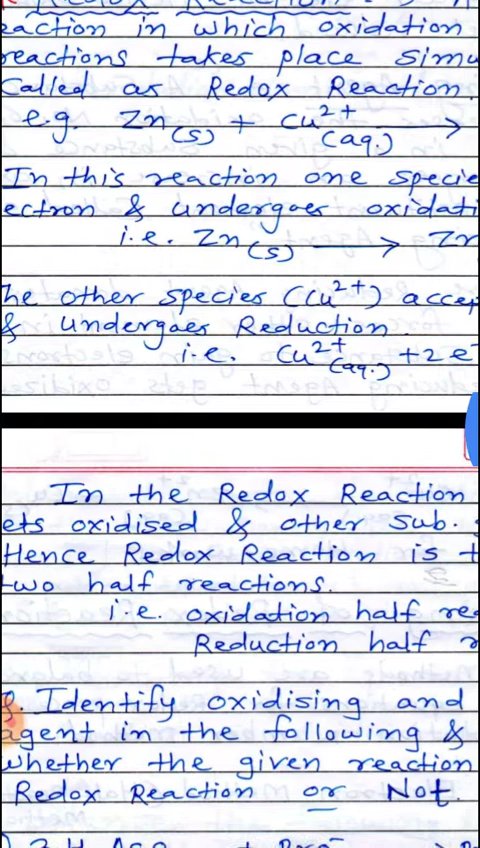 Redox Reaction:
eaction in which oxidation
reactions takes place simu
Called as Redox Reaction.
e.g. Zn(s) + Cu²⁺(aq.) ⟶
In this reaction one specie
ectron & undergoes oxidati
i.e. Zn(s) ⟶ Zn
he other species (Cu²⁺) accep
& undergoes Reduction.
i.e. Cu²⁺(aq.) + 2e⁻
In the Redox Reaction
ets oxidised & other Sub.
Hence Redox Reaction is t
two half reactions.
i.e. oxidation half rea
Reduction half r
Q. Identify oxidising and
agent in the following &
whether the given reaction
Redox Reaction or Not.